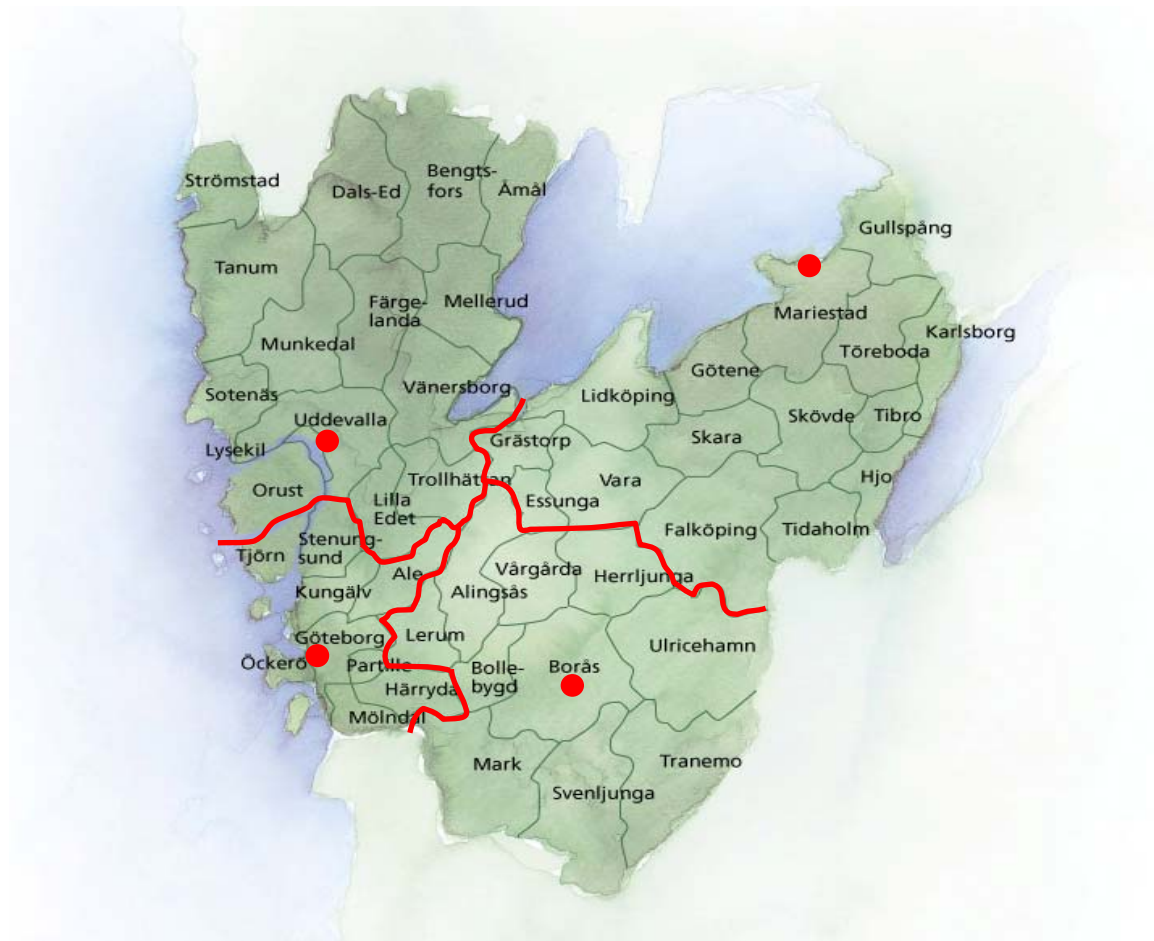 Bengts-
fors
Strömstad
Dals-Ed
Åmål
Gullspång
Tanum
Färge-
landa
Mellerud
Mariestad
Karlsborg
Munkedal
Töreboda
Götene
Vänersborg
Sotenäs
Lidköping
Uddevalla
Skövde
Tibro
Grästorp
Skara
Lysekil
Trollhättan
Vara
Hjo
Orust
Lilla
Edet
Essunga
Falköping
Tidaholm
Stenung-
sund
Tjörn
Ale
Vårgårda
Herrljunga
Kungälv
Alingsås
Göteborg
Lerum
Ulricehamn
Öckerö
Partille
Bolle-
bygd
Borås
Härryda
Mölndal
Mark
Tranemo
Svenljunga